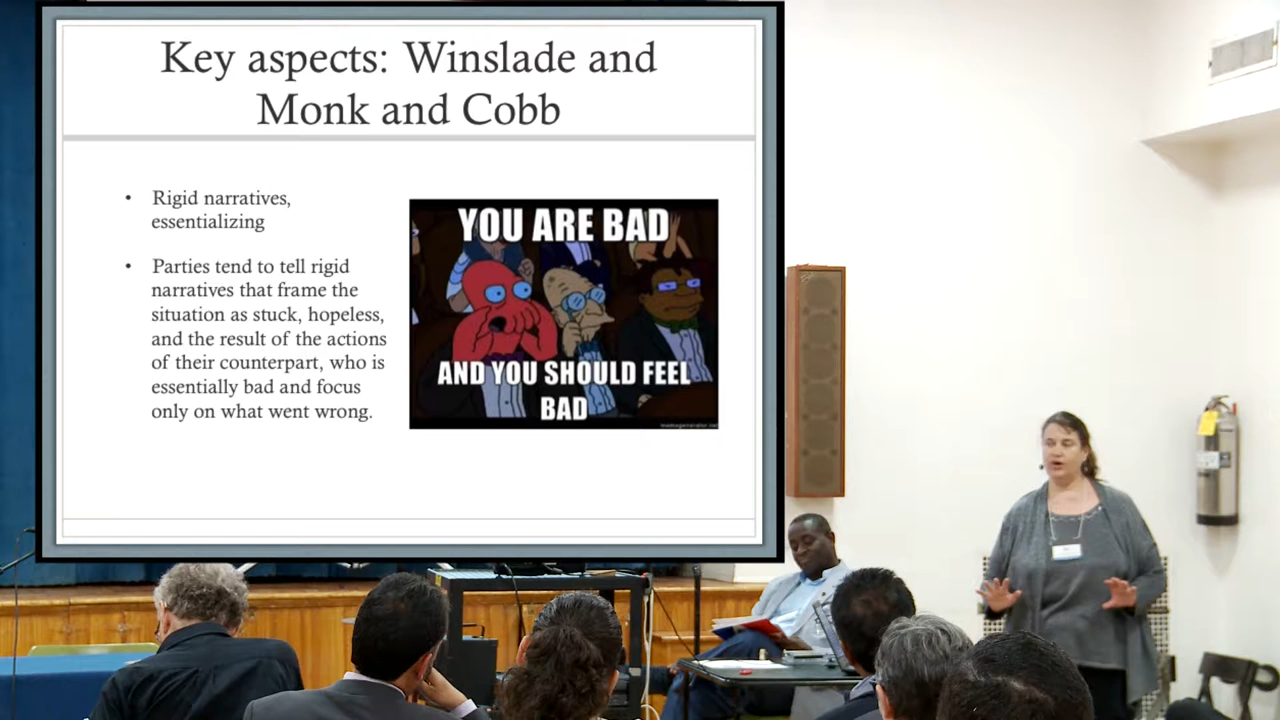 Key aspects: Winslade and
Monk and Cobb
• Rigid narratives,
essentializing
• Parties tend to tell rigid
narratives that frame the
situation as stuck, hopeless,
and the result of the actions
of their counterpart, who is
essentially bad and focus
only on what went wrong.
YOU ARE BAD
AND YOU SHOULD FEEL
BAD
memegenerator.net